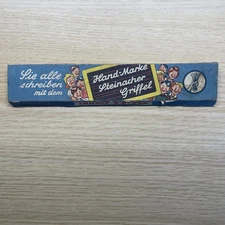 Sie alle
schreiben
mit dem
Hand-Marke
Steinacher
Griffel